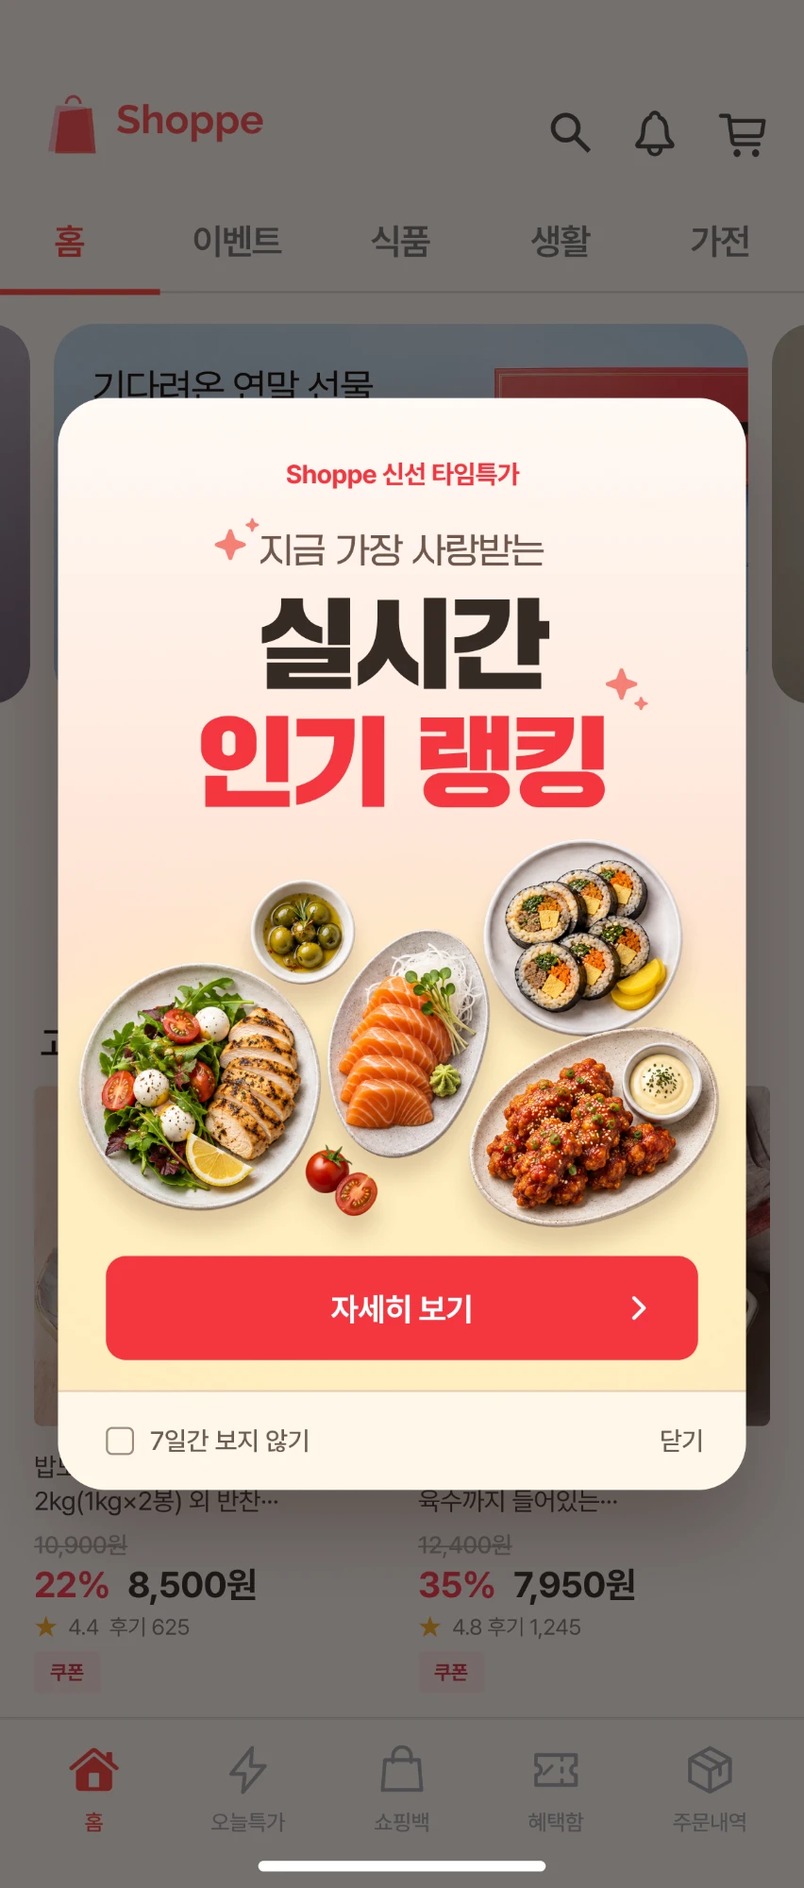 Shoppe
홈 이벤트 식품 생활 가전
기다려온 연말 선물
Shoppe 신선 타임특가
지금 가장 사랑받는
실시간
인기 랭킹
자세히 보기
7일간 보지 않기 닫기
2kg(1kg×2봉) 외 반찬… 육수까지 들어있는…
10,900원 12,400원
22% 8,500원 35% 7,950원
4.4 후기 625 4.8 후기 1,245
쿠폰 쿠폰
홈 오늘특가 쇼핑백 혜택함 주문내역